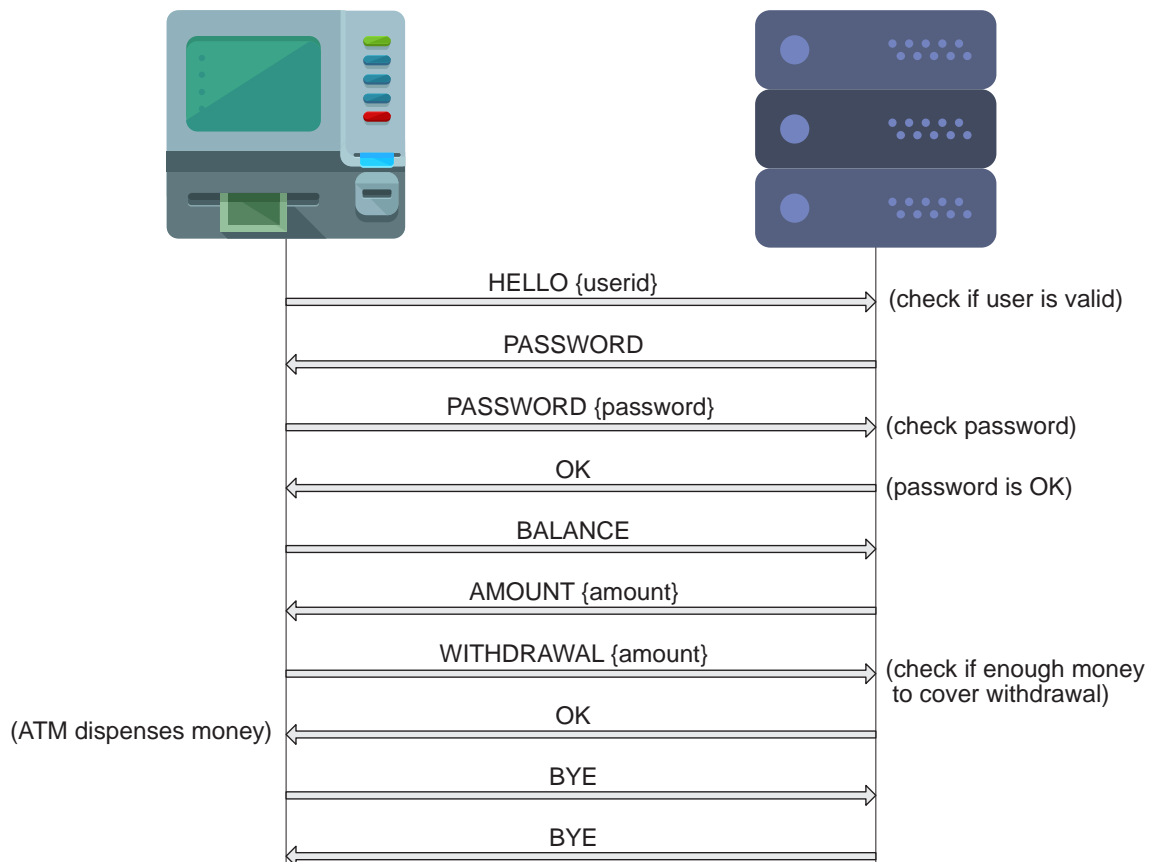 HELLO {userid}
(check if user is valid)
PASSWORD
PASSWORD {password}
(check password)
OK
(password is OK)
BALANCE
AMOUNT {amount}
WITHDRAWAL {amount}
(check if enough money
to cover withdrawal)
OK
(ATM dispenses money)
BYE
BYE